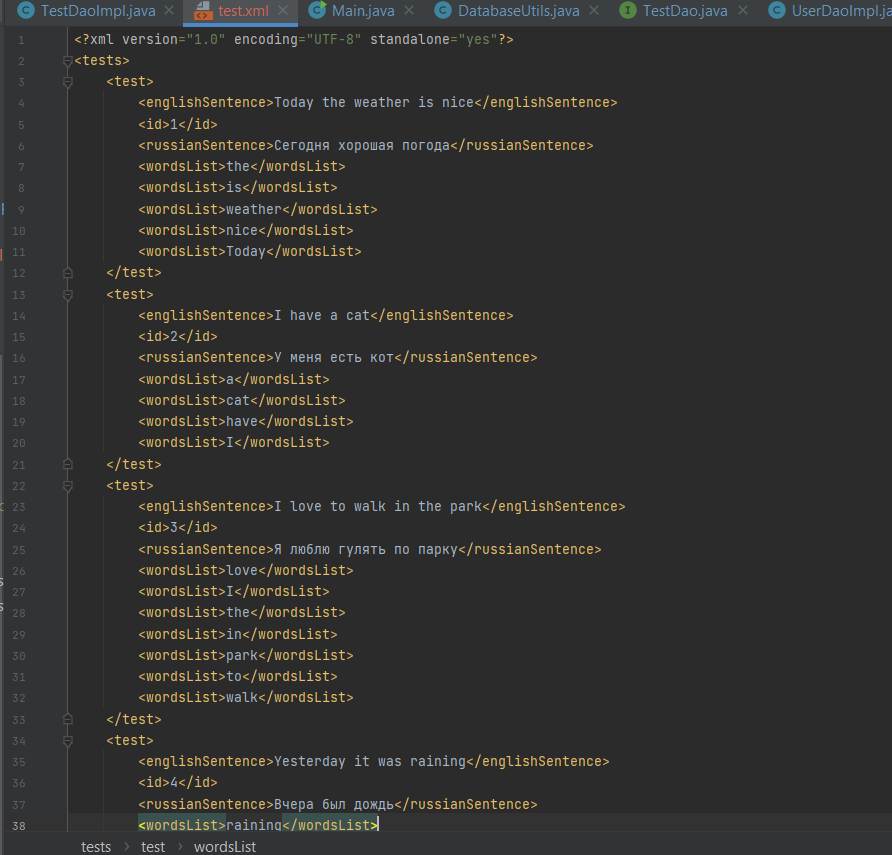 TestDaoImpl.java test.xml Main.java DatabaseUtils.java TestDao.java UserDaoImpl.ja
1 <?xml version="1.0" encoding="UTF-8" standalone="yes"?>
2 <tests>
3 <test>
4 <englishSentence>Today the weather is nice</englishSentence>
5 <id>1</id>
6 <russianSentence>Сегодня хорошая погода</russianSentence>
7 <wordsList>the</wordsList>
8 <wordsList>is</wordsList>
9 <wordsList>weather</wordsList>
10 <wordsList>nice</wordsList>
11 <wordsList>Today</wordsList>
12 </test>
13 <test>
14 <englishSentence>I have a cat</englishSentence>
15 <id>2</id>
16 <russianSentence>У меня есть кот</russianSentence>
17 <wordsList>a</wordsList>
18 <wordsList>cat</wordsList>
19 <wordsList>have</wordsList>
20 <wordsList>I</wordsList>
21 </test>
22 <test>
23 <englishSentence>I love to walk in the park</englishSentence>
24 <id>3</id>
25 <russianSentence>Я люблю гулять по парку</russianSentence>
26 <wordsList>love</wordsList>
27 <wordsList>I</wordsList>
28 <wordsList>the</wordsList>
29 <wordsList>in</wordsList>
30 <wordsList>park</wordsList>
31 <wordsList>to</wordsList>
32 <wordsList>walk</wordsList>
33 </test>
34 <test>
35 <englishSentence>Yesterday it was raining</englishSentence>
36 <id>4</id>
37 <russianSentence>Вчера был дождь</russianSentence>
38 <wordsList>raining</wordsList>
tests > test > wordsList